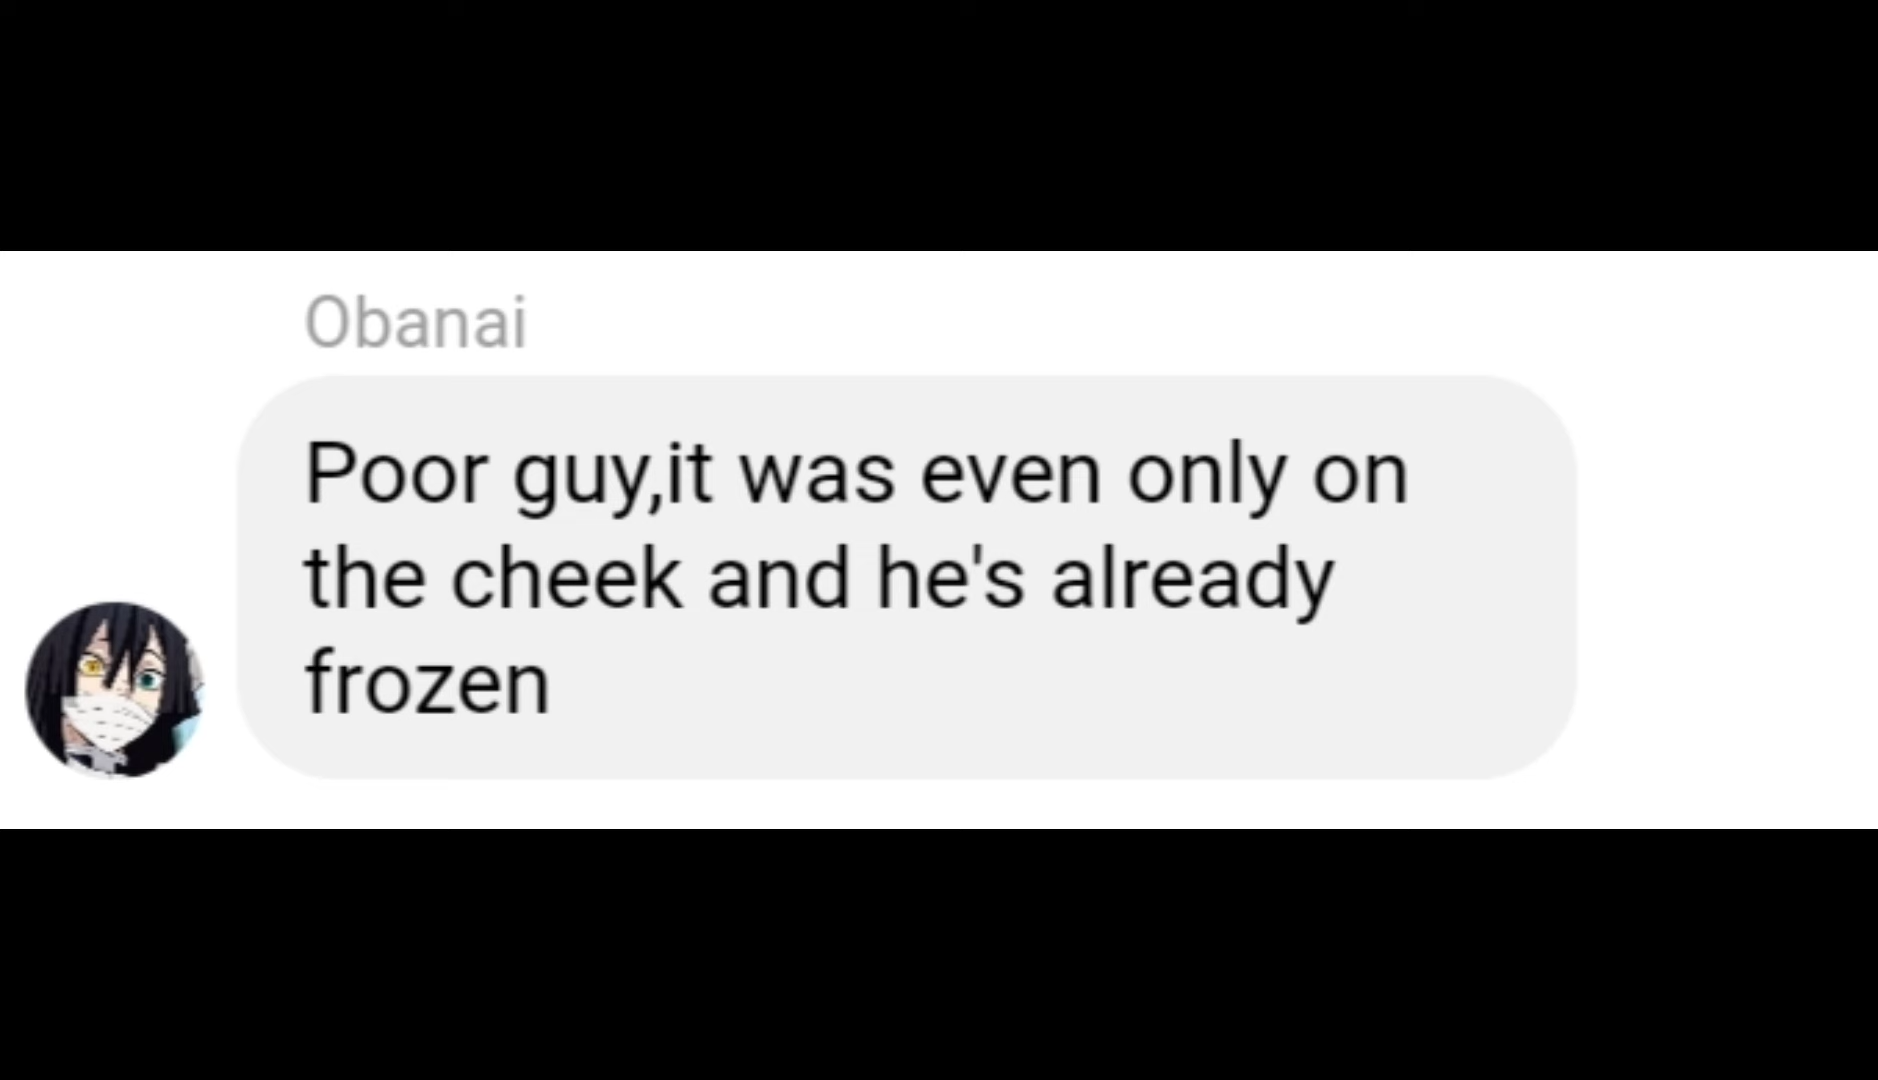 Obanai
Poor guy,it was even only on
the cheek and he's already
frozen